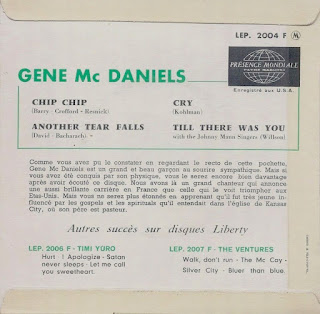 LEP. 2004 F M
PRÉSENCE MONDIALE
Enregistré aux U.S.A.
GENE Mc DANIELS
CHIP CHIP
(Barry - Crafford - Resnick)
ANOTHER TEAR FALLS
(David - Bacharach)
CRY
(Kohlman)
TILL THERE WAS YOU
with the Johnny Mann Singers (Willson)
Comme vous avez pu le constater en regardant le recto de cette pochette,
Gene Mc Daniels est un grand et beau garçon au sourire sympathique. Mais si
vous avez été conquis par son physique, vous le serez encore bien davantage
après avoir écouté ce disque. Nous avons là un grand chanteur qui annonce
une aussi brillante carrière en France que celle qui le voit triompher aux
Etats-Unis. Mais vous ne serez plus étonnés en apprenant qu'il fut très jeune in-
fluencé par les gospels et les spirituals qu'il entendait dans l'église de Kansas
City, où son père est pasteur.
Autres succès sur disques Liberty
LEP. 2006 F - TIMI YURO
Hurt - I Apologize - Satan
never sleeps - Let me call
you sweetheart.
LEP. 2007 F - THE VENTURES
Walk, don't run - The Mc Coy -
Silver City - Bluer than blue.